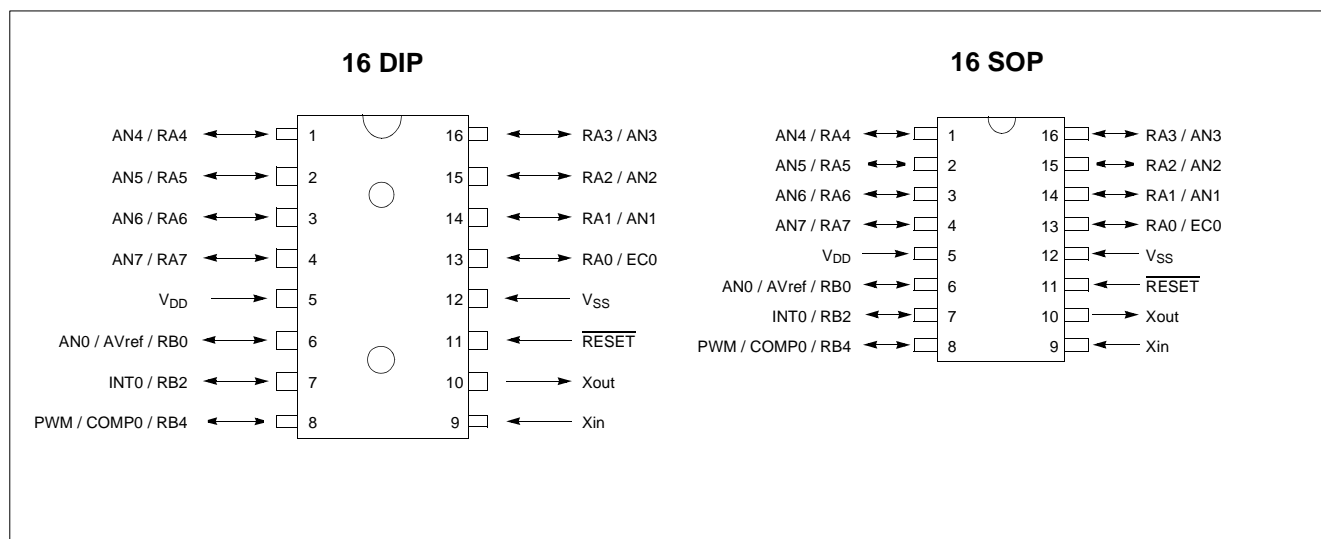 16 DIP
AN4 / RA4 1 16 RA3 / AN3
AN5 / RA5 2 15 RA2 / AN2
AN6 / RA6 3 14 RA1 / AN1
AN7 / RA7 4 13 RA0 / EC0
VDD 5 12 VSS
AN0 / AVref / RB0 6 11 RESET
INT0 / RB2 7 10 Xout
PWM / COMP0 / RB4 8 9 Xin
16 SOP
AN4 / RA4 1 16 RA3 / AN3
AN5 / RA5 2 15 RA2 / AN2
AN6 / RA6 3 14 RA1 / AN1
AN7 / RA7 4 13 RA0 / EC0
VDD 5 12 VSS
AN0 / AVref / RB0 6 11 RESET
INT0 / RB2 7 10 Xout
PWM / COMP0 / RB4 8 9 Xin